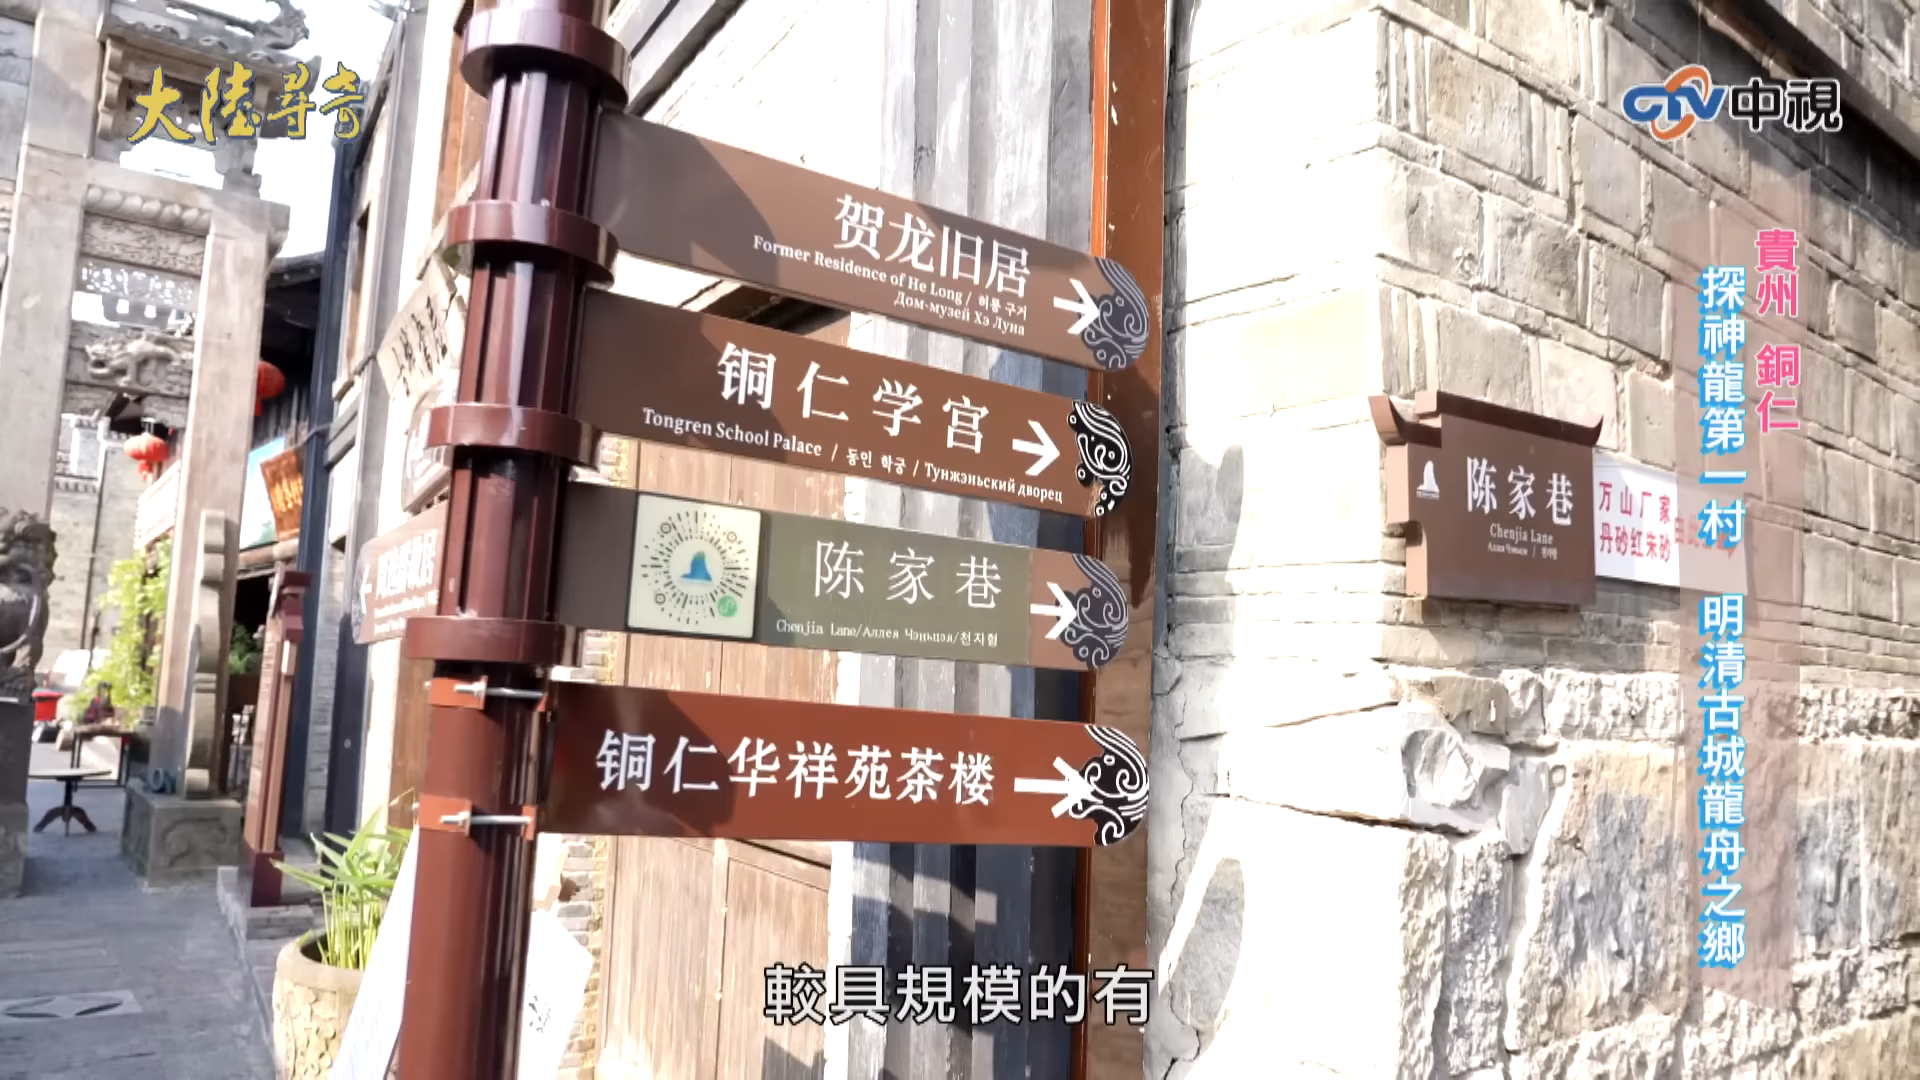 大陸尋奇
CTV中視
贺龙旧居
Former Residence of He Long / 허룽 구거
Дом-музей Хэ Луна
铜仁学宫
Tongren School Palace / 동인 학궁 / Тунжэньский дворец
陈家巷
Chenjia Lane/Аллея Чэньцзя/천지험
铜仁华祥苑茶楼
陈家巷
Chenjia Lane
万山厂家
丹砂红朱砂
貴州 銅仁
探神龍第一村 明清古城龍舟之鄉
較具規模的有